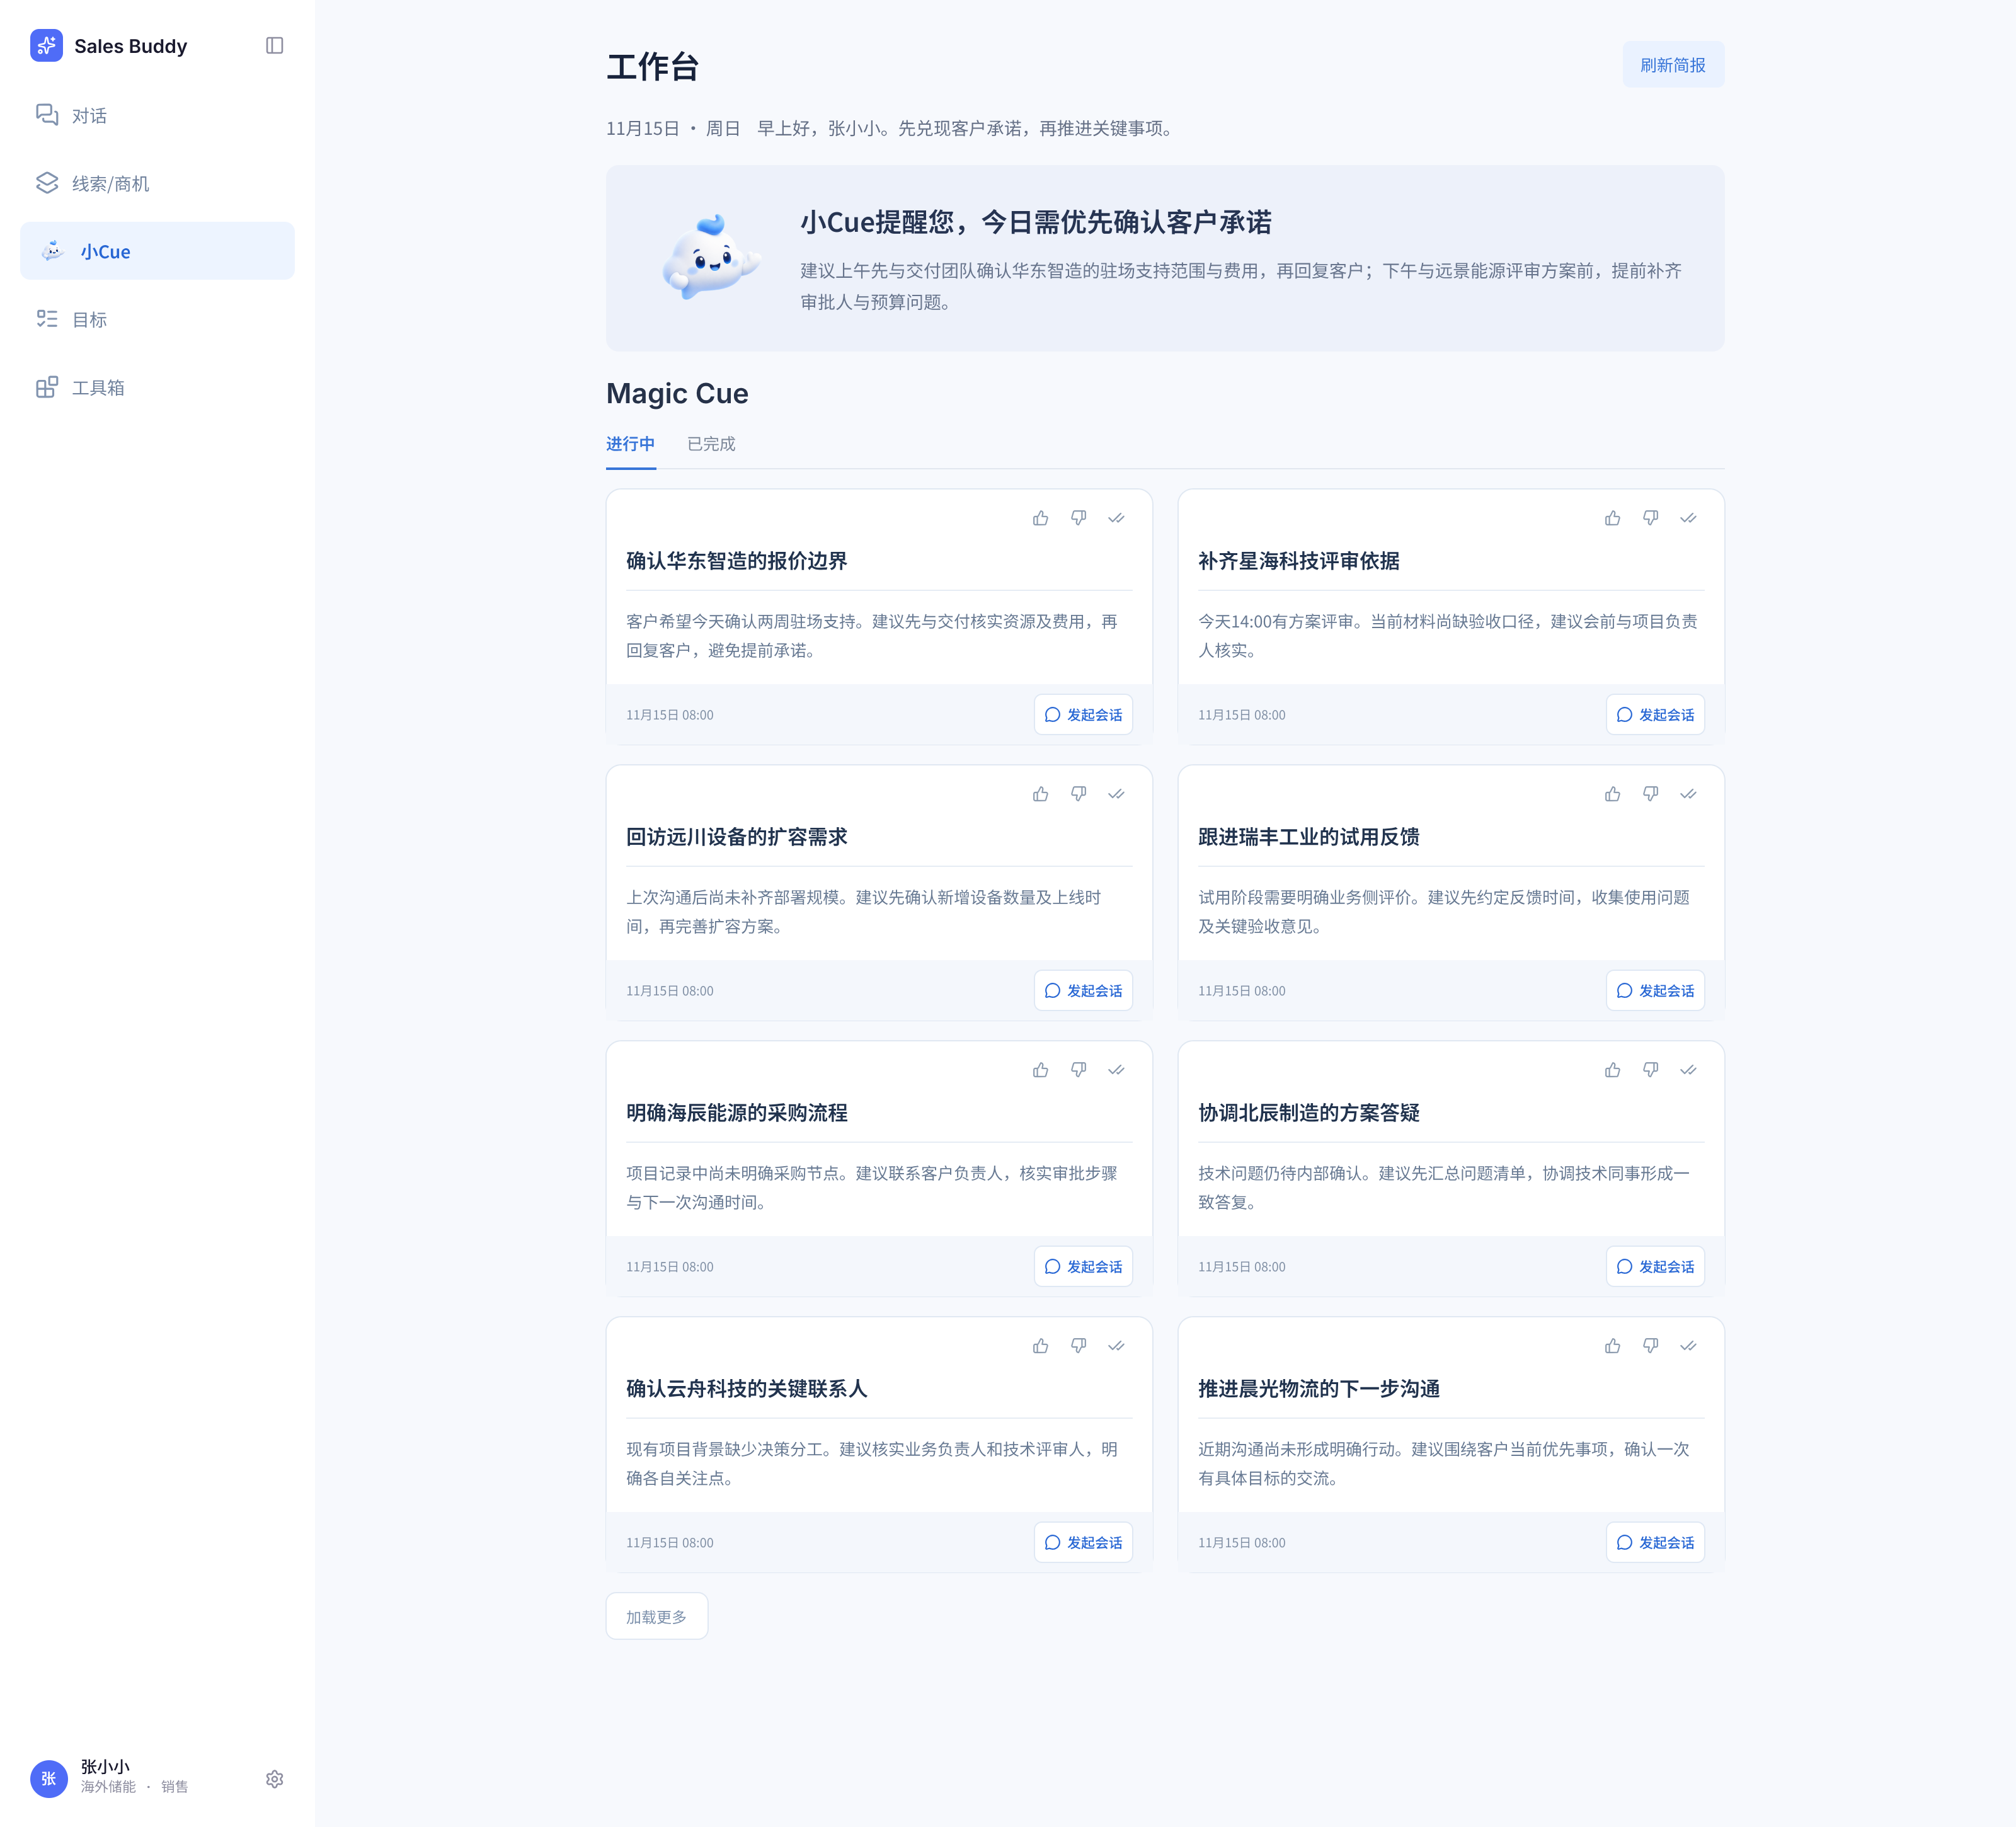 Sales Buddy
对话
线索/商机
小Cue
目标
工具箱
张
张小小
海外储能 · 销售
工作台
刷新简报
11月15日 · 周日 早上好，张小小。先兑现客户承诺，再推进关键事项。
小Cue提醒您，今日需优先确认客户承诺
建议上午先与交付团队确认华东智造的驻场支持范围与费用，再回复客户；下午与远景能源评审方案前，提前补齐
审批人与预算问题。
Magic Cue
进行中 已完成
确认华东智造的报价边界
客户希望今天确认两周驻场支持。建议先与交付核实资源及费用，再
回复客户，避免提前承诺。
11月15日 08:00
发起会话
补齐星海科技评审依据
今天14:00有方案评审。当前材料尚缺验收口径，建议会前与项目负责
人核实。
11月15日 08:00
发起会话
回访远川设备的扩容需求
上次沟通后尚未补齐部署规模。建议先确认新增设备数量及上线时
间，再完善扩容方案。
11月15日 08:00
发起会话
跟进瑞丰工业的试用反馈
试用阶段需要明确业务侧评价。建议先约定反馈时间，收集使用问题
及关键验收意见。
11月15日 08:00
发起会话
明确海辰能源的采购流程
项目记录中尚未明确采购节点。建议联系客户负责人，核实审批步骤
与下一次沟通时间。
11月15日 08:00
发起会话
协调北辰制造的方案答疑
技术问题仍待内部确认。建议先汇总问题清单，协调技术同事形成一
致答复。
11月15日 08:00
发起会话
确认云舟科技的关键联系人
现有项目背景缺少决策分工。建议核实业务负责人和技术评审人，明
确各自关注点。
11月15日 08:00
发起会话
推进晨光物流的下一步沟通
近期沟通尚未形成明确行动。建议围绕客户当前优先事项，确认一次
有具体目标的交流。
11月15日 08:00
发起会话
加载更多